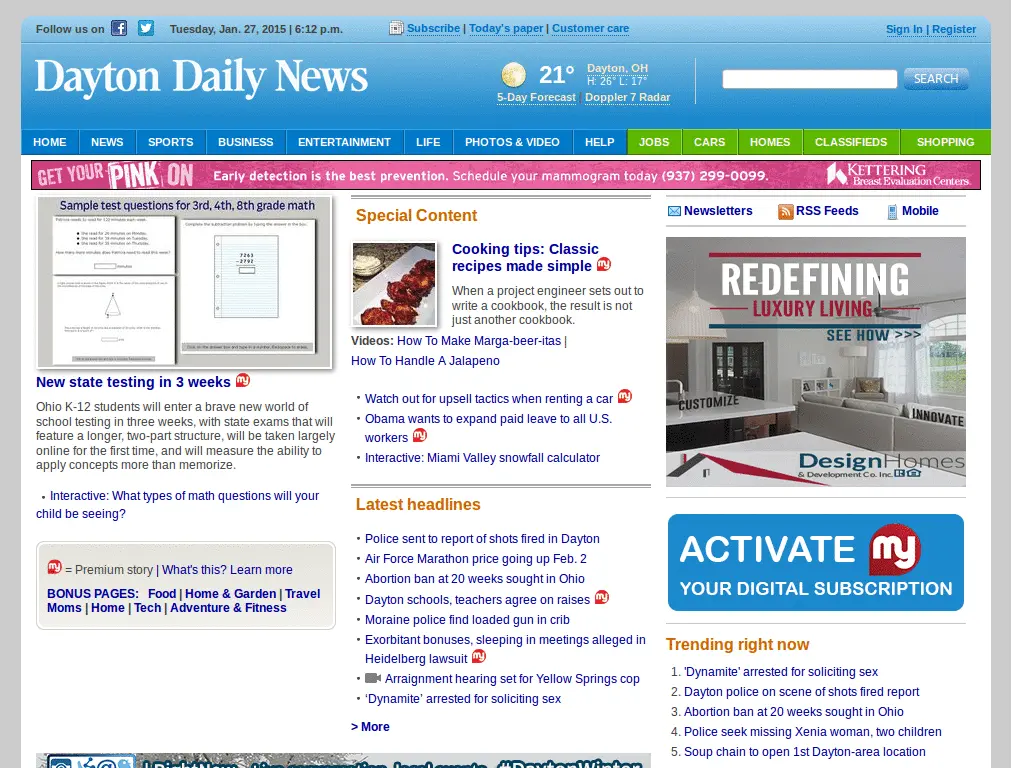 Follow us on
Tuesday, Jan. 27, 2015 | 6:12 p.m.
Subscribe | Today's paper | Customer care
Sign In | Register
Dayton Daily News
21°
Dayton, OH
H: 26° L: 17°
5-Day Forecast | Doppler 7 Radar
SEARCH
HOME NEWS SPORTS BUSINESS ENTERTAINMENT LIFE PHOTOS & VIDEO HELP JOBS CARS HOMES CLASSIFIEDS SHOPPING
GET YOUR PINK ON
Early detection is the best prevention. Schedule your mammogram today (937) 299-0099.
KETTERING
Breast Evaluation Centers.
Sample test questions for 3rd, 4th, 8th grade math
7263
-2792
New state testing in 3 weeks my
Ohio K-12 students will enter a brave new world of
school testing in three weeks, with state exams that will
feature a longer, two-part structure, will be taken largely
online for the first time, and will measure the ability to
apply concepts more than memorize.
• Interactive: What types of math questions will your
child be seeing?
my = Premium story | What's this? Learn more
BONUS PAGES: Food | Home & Garden | Travel
Moms | Home | Tech | Adventure & Fitness
Special Content
Cooking tips: Classic
recipes made simple my
When a project engineer sets out to
write a cookbook, the result is not
just another cookbook.
Videos: How To Make Marga-beer-itas |
How To Handle A Jalapeno
• Watch out for upsell tactics when renting a car my
• Obama wants to expand paid leave to all U.S.
workers my
• Interactive: Miami Valley snowfall calculator
Latest headlines
• Police sent to report of shots fired in Dayton
• Air Force Marathon price going up Feb. 2
• Abortion ban at 20 weeks sought in Ohio
• Dayton schools, teachers agree on raises my
• Moraine police find loaded gun in crib
• Exorbitant bonuses, sleeping in meetings alleged in
Heidelberg lawsuit my
• Arraignment hearing set for Yellow Springs cop
• ‘Dynamite’ arrested for soliciting sex
> More
Newsletters
RSS Feeds
Mobile
REDEFINING
LUXURY LIVING
SEE HOW >>>
CUSTOMIZE
INNOVATE
DesignHomes
& Development Co. Inc.
ACTIVATE my
YOUR DIGITAL SUBSCRIPTION
Trending right now
1. 'Dynamite' arrested for soliciting sex
2. Dayton police on scene of shots fired report
3. Abortion ban at 20 weeks sought in Ohio
4. Police seek missing Xenia woman, two children
5. Soup chain to open 1st Dayton-area location